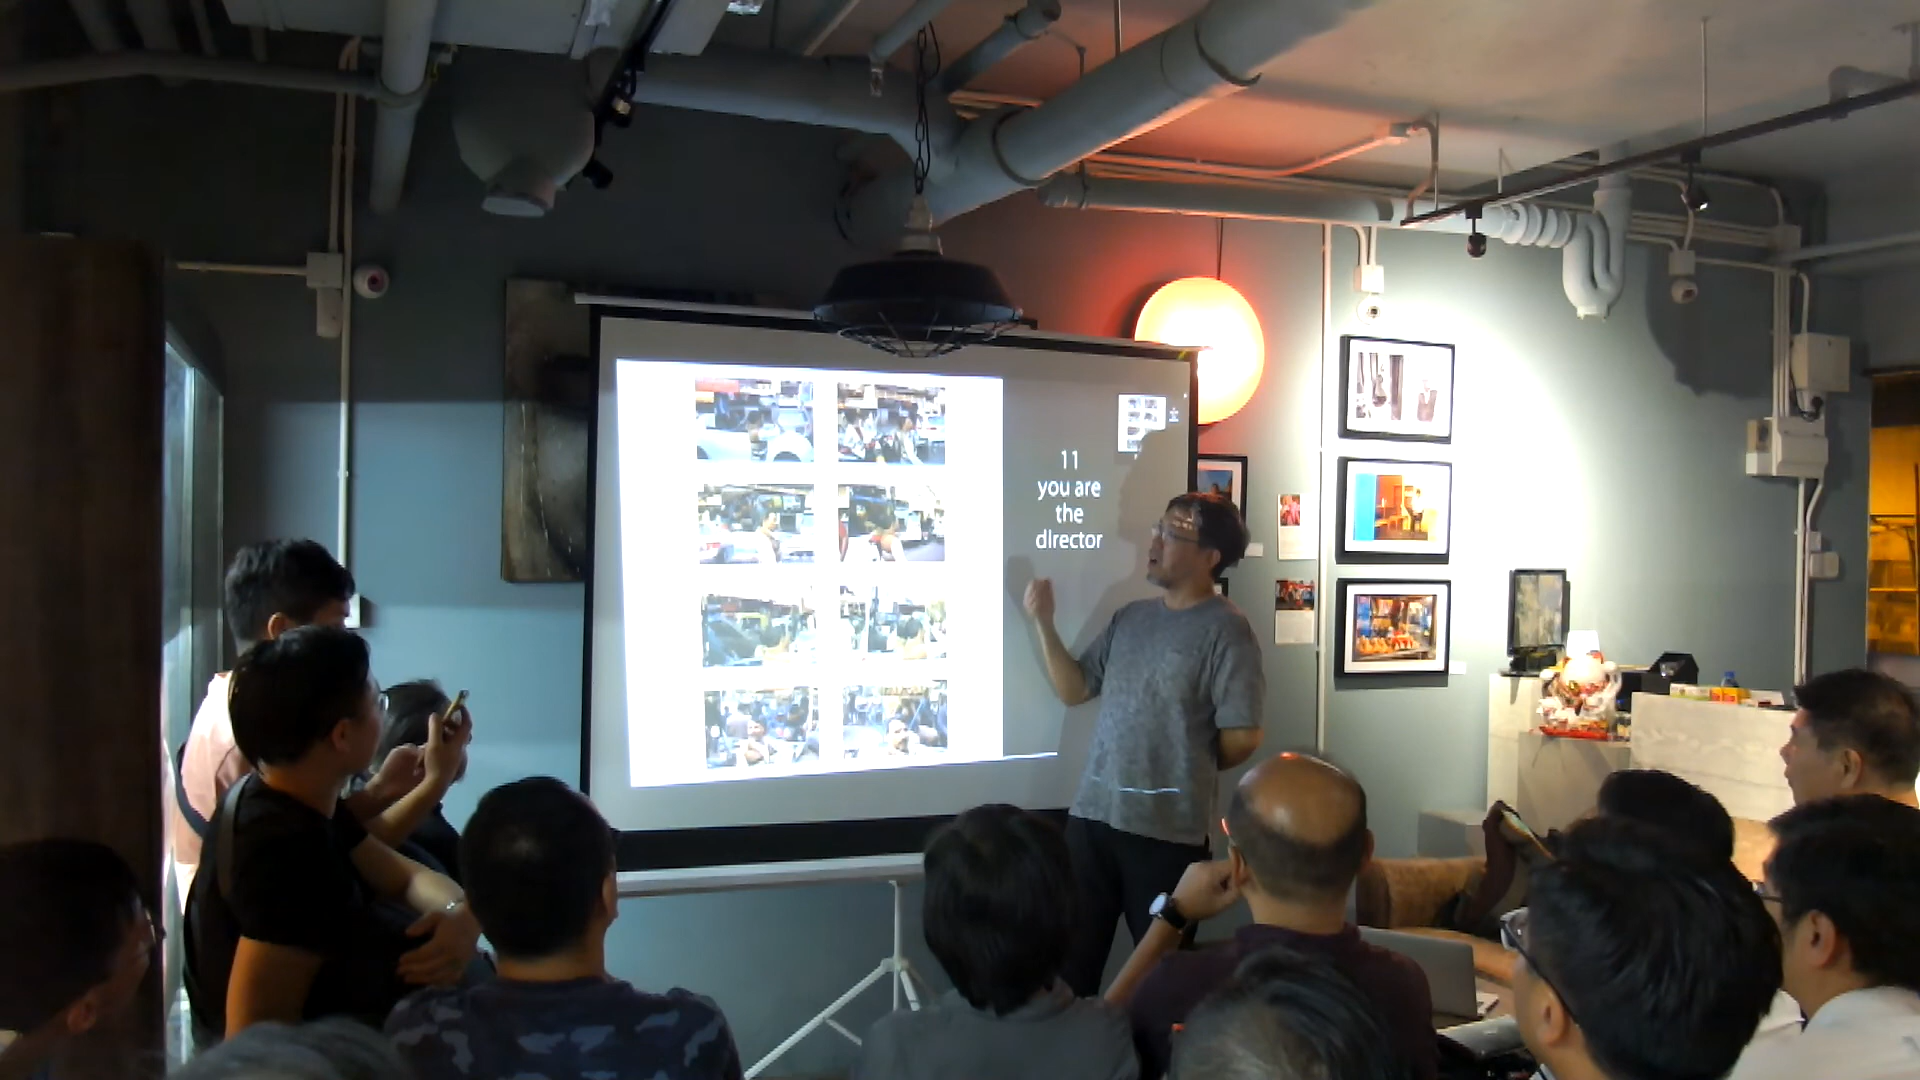 11
you are
the
director